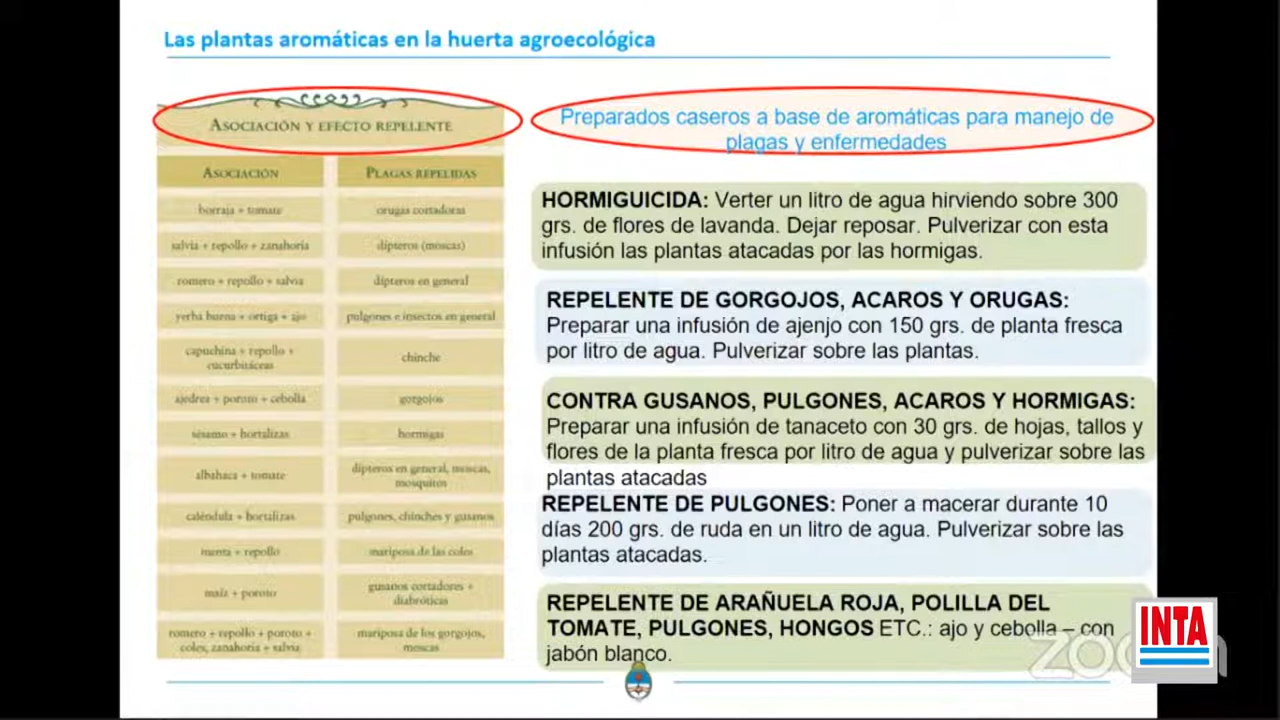 Las plantas aromáticas en la huerta agroecológica
ASOCIACIÓN Y EFECTO REPELENTE
ASOCIACIÓN
PLAGAS REPELIDAS
borraja + tomate
orugas cortadoras
salvia + repollo + zanahoria
dípteros (moscas)
romero + repollo + salvia
dípteros en general
yerba buena + ortiga + ajo
pulgones e insectos en general
capuchina + repollo +
cucurbitáceas
chinche
ajedrea + poroto + cebolla
gorgojos
sésamo + hortalizas
hormigas
albahaca + tomate
dípteros en general, moscas,
mosquitos
caléndula + hortalizas
pulgones, chinches y gusanos
menta + repollo
mariposa de las coles
maíz + poroto
gusanos cortadores +
diabróticas
romero + repollo + poroto +
coles, zanahoria + salvia
mariposa de los gorgojos,
moscas
Preparados caseros a base de aromáticas para manejo de
plagas y enfermedades
HORMIGUICIDA: Verter un litro de agua hirviendo sobre 300
grs. de flores de lavanda. Dejar reposar. Pulverizar con esta
infusión las plantas atacadas por las hormigas.
REPELENTE DE GORGOJOS, ACAROS Y ORUGAS:
Preparar una infusión de ajenjo con 150 grs. de planta fresca
por litro de agua. Pulverizar sobre las plantas.
CONTRA GUSANOS, PULGONES, ACAROS Y HORMIGAS:
Preparar una infusión de tanaceto con 30 grs. de hojas, tallos y
flores de la planta fresca por litro de agua y pulverizar sobre las
plantas atacadas
REPELENTE DE PULGONES: Poner a macerar durante 10
días 200 grs. de ruda en un litro de agua. Pulverizar sobre las
plantas atacadas.
REPELENTE DE ARAÑUELA ROJA, POLILLA DEL
TOMATE, PULGONES, HONGOS ETC.: ajo y cebolla – con
jabón blanco.
INTA
zoom